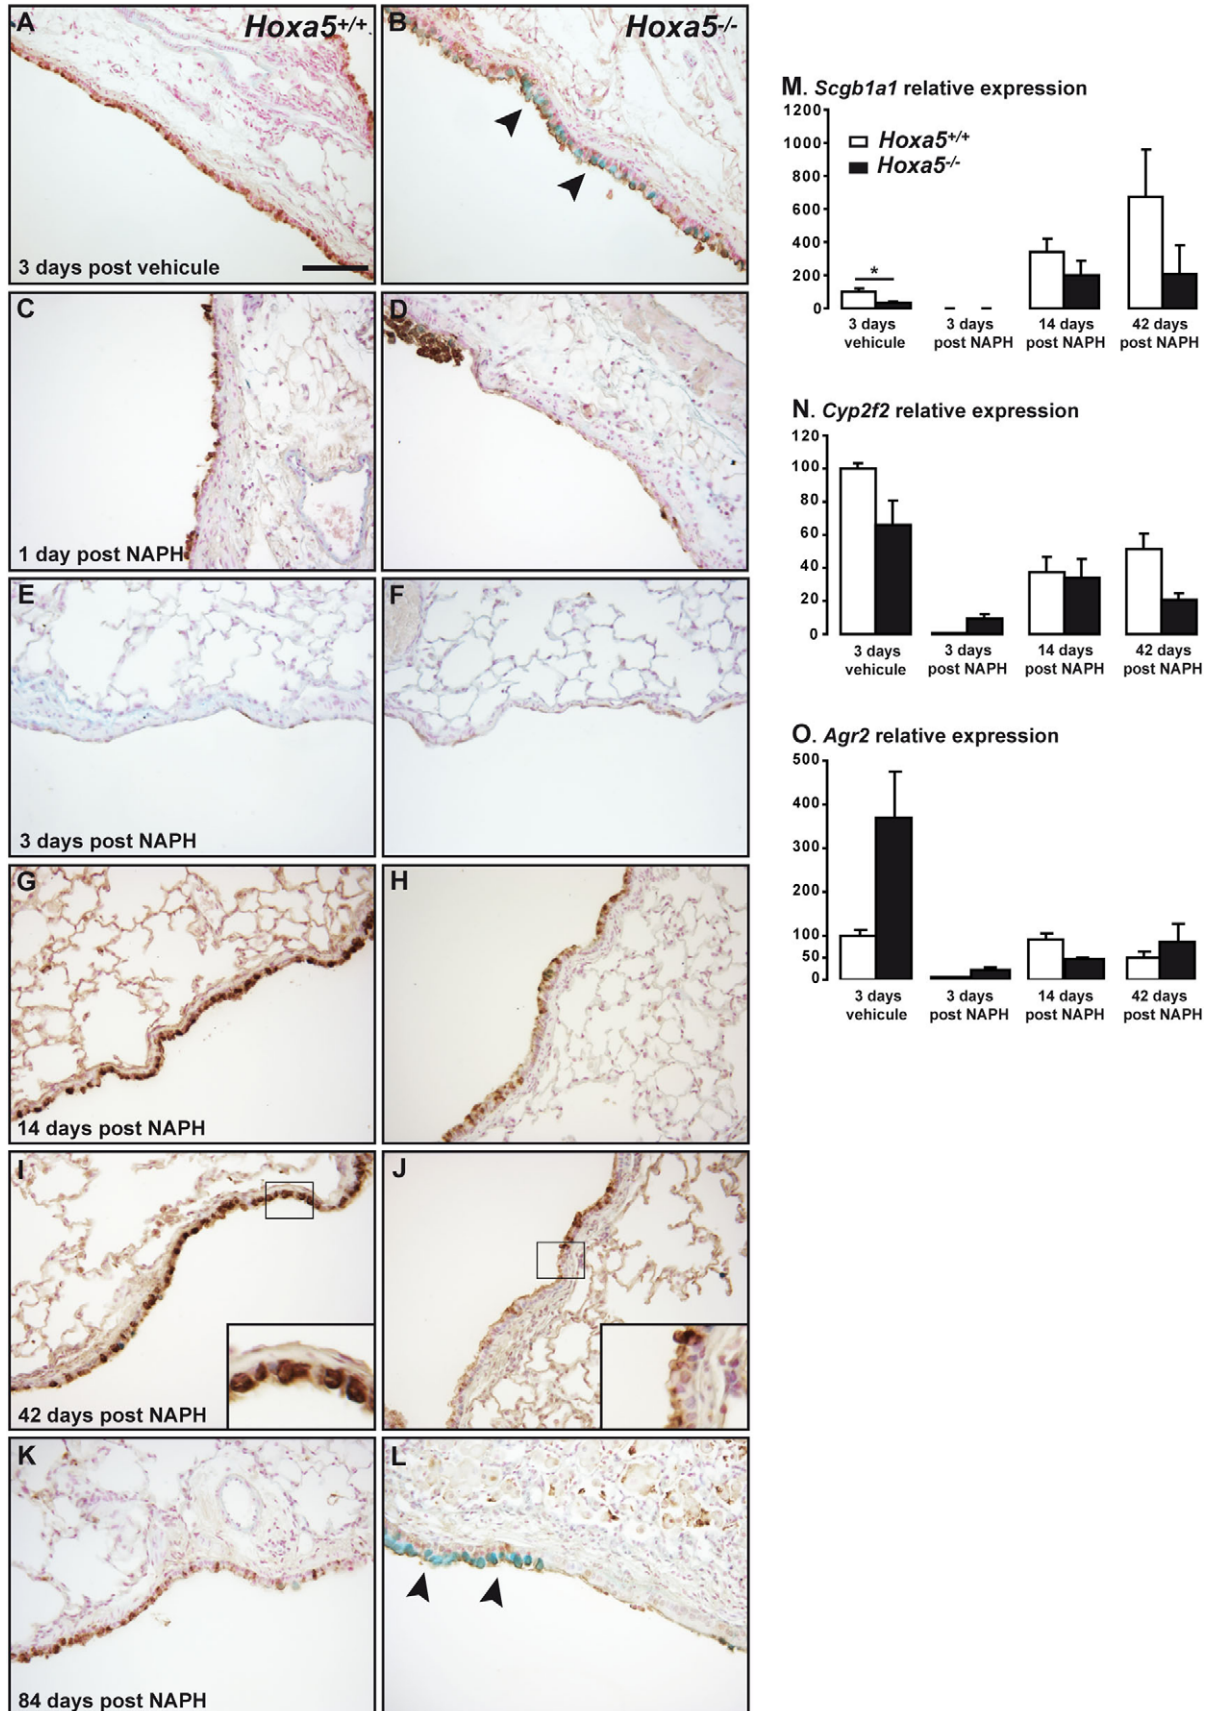 A
Hoxa5+/+
B
Hoxa5-/-
3 days post vehicule
C
D
1 day post NAPH
E
F
3 days post NAPH
G
H
14 days post NAPH
I
J
42 days post NAPH
K
L
84 days post NAPH
M. Scgb1a1 relative expression
1200
1000
800
600
400
200
0
Hoxa5+/+
Hoxa5-/-
*
3 days vehicule
3 days post NAPH
14 days post NAPH
42 days post NAPH
N. Cyp2f2 relative expression
120
100
80
60
40
20
0
3 days vehicule
3 days post NAPH
14 days post NAPH
42 days post NAPH
O. Agr2 relative expression
500
400
300
200
100
50
0
3 days vehicule
3 days post NAPH
14 days post NAPH
42 days post NAPH